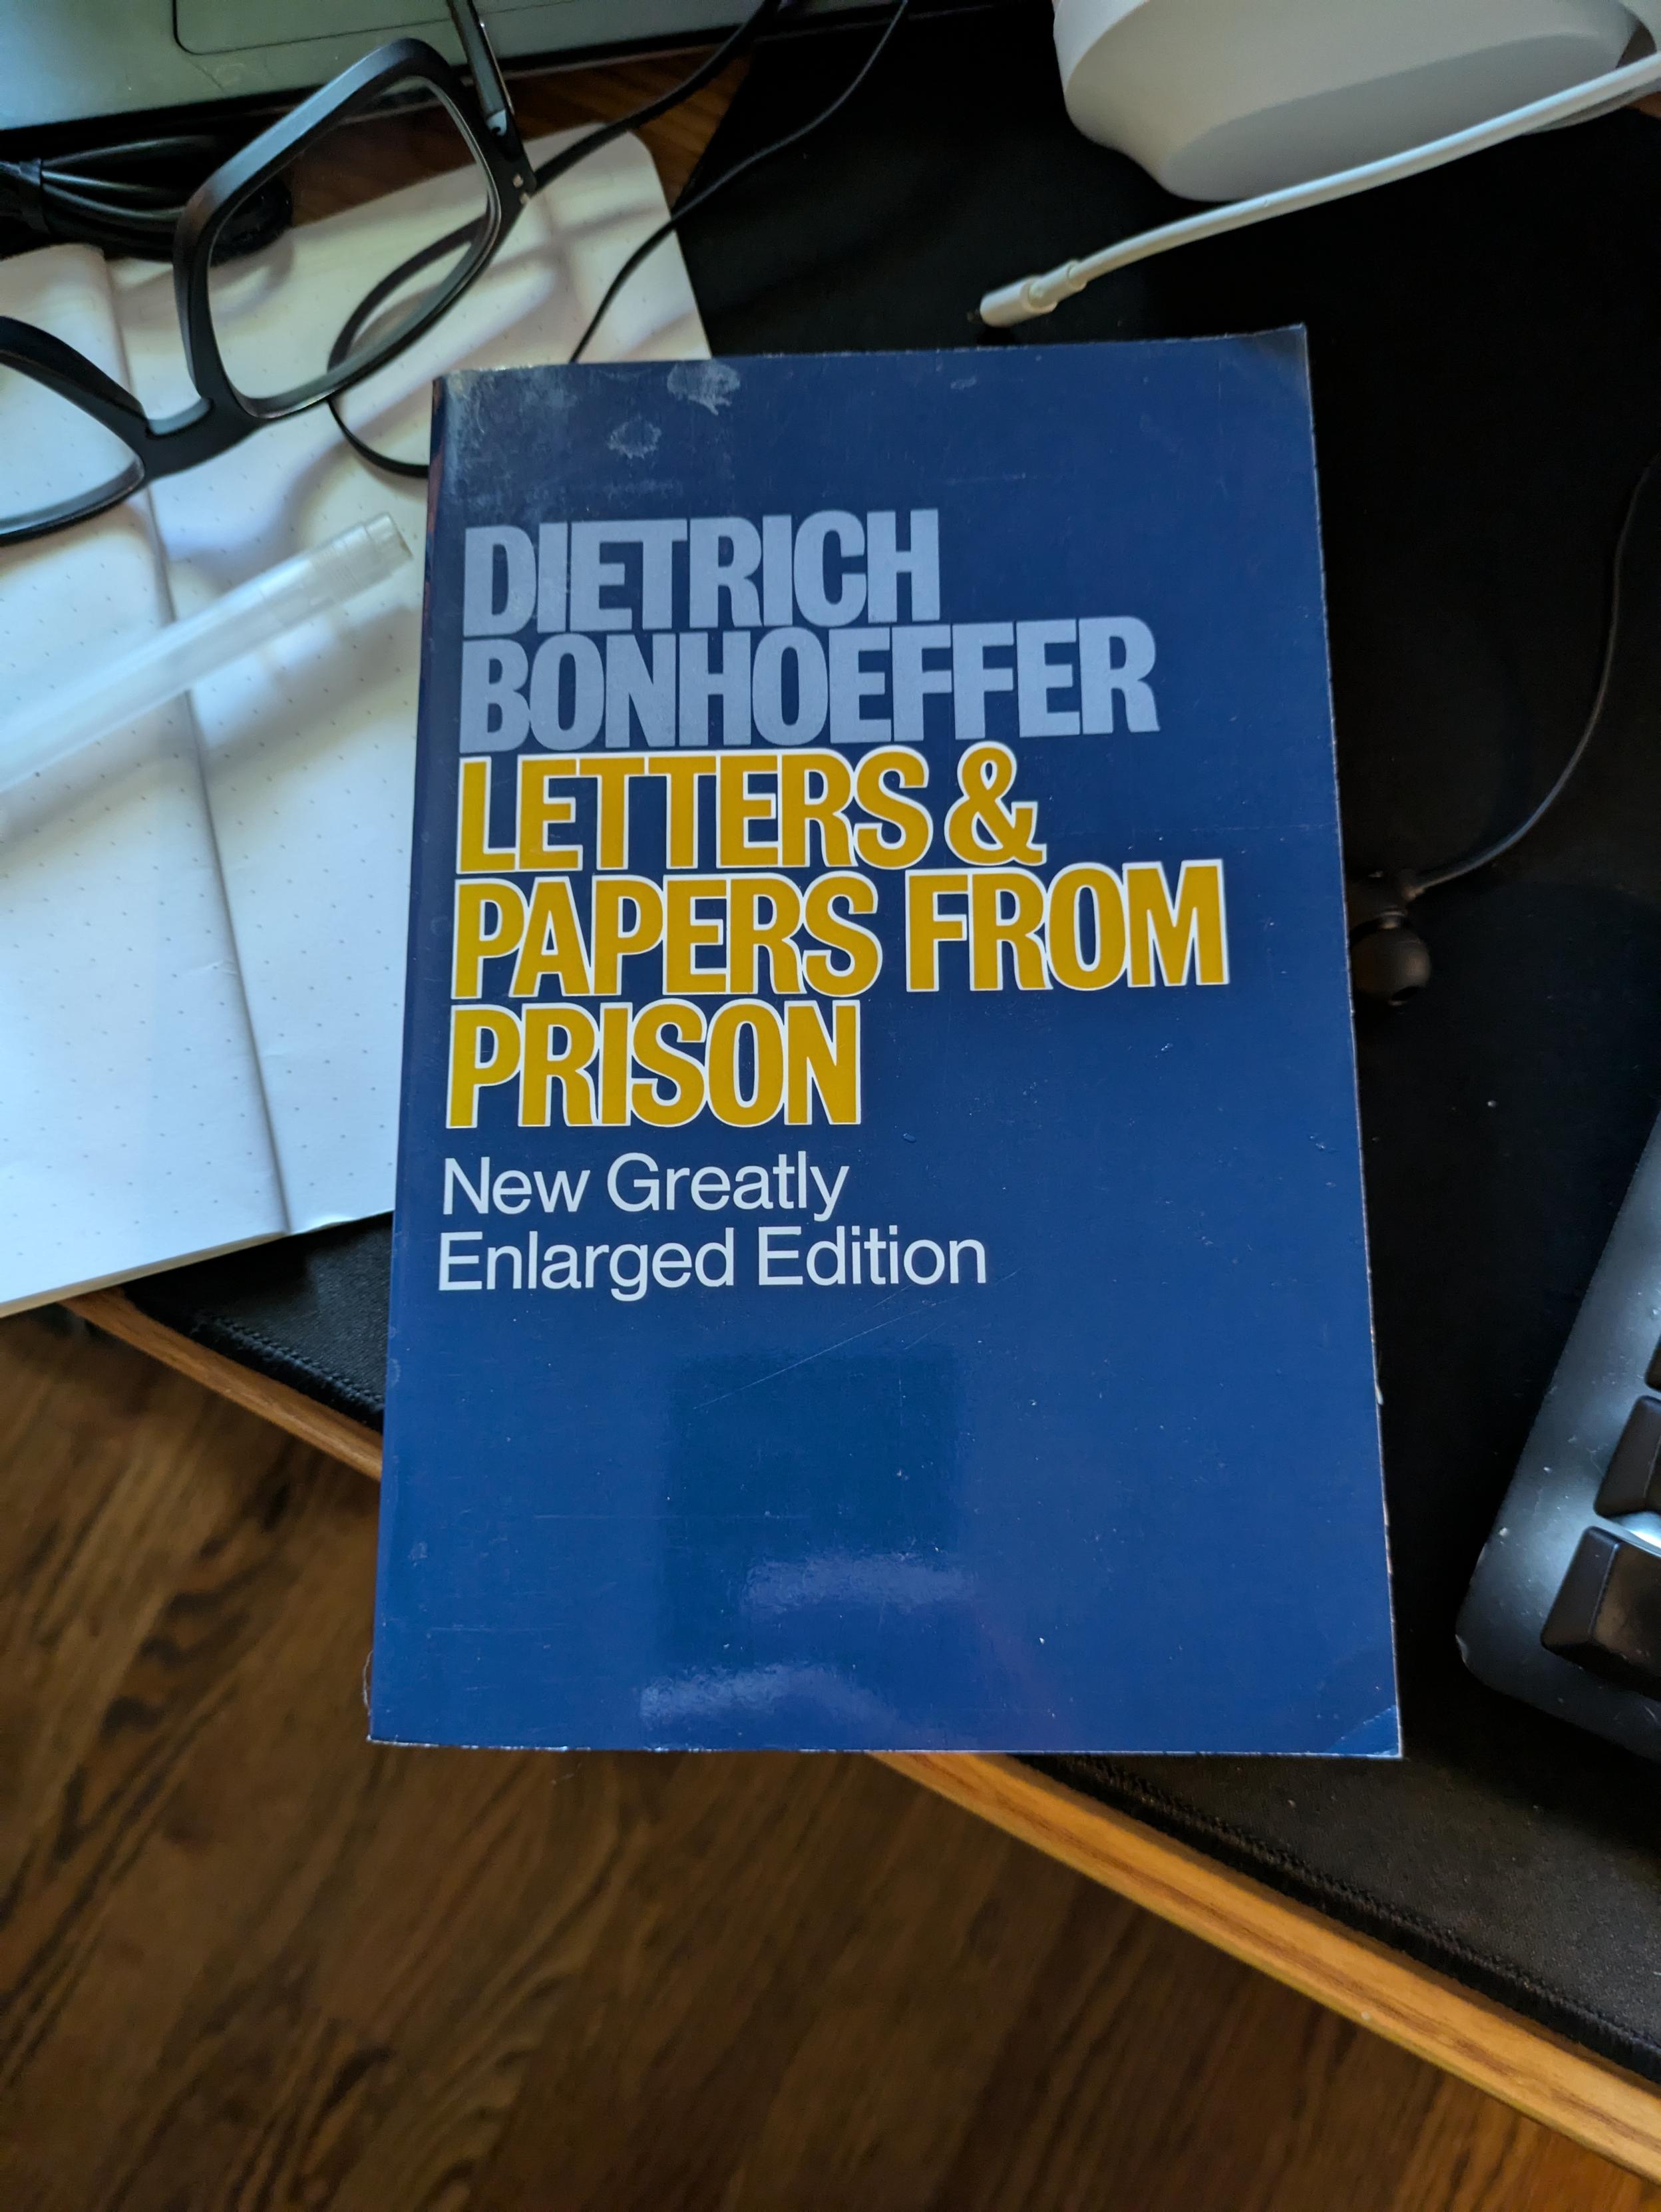 DIETRICH
BONHOEFFER
LETTERS &
PAPERS FROM
PRISON
New Greatly
Enlarged Edition